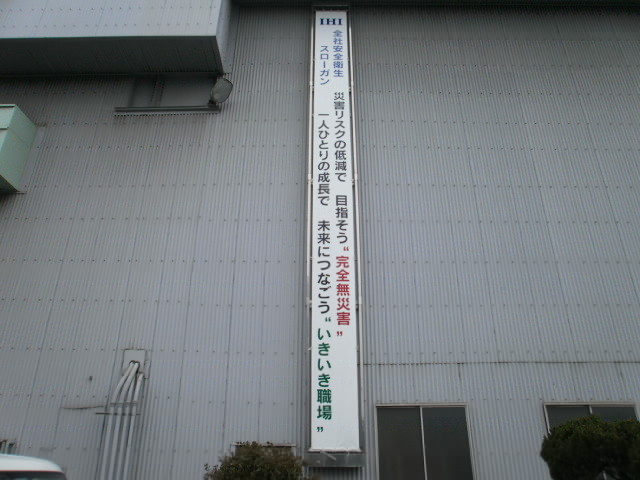 IHI
全社安全衛生
スローガン
災害リスクの低減で 目指そう“完全無災害”
一人ひとりの成長で 未来につなごう“いきいき職場”